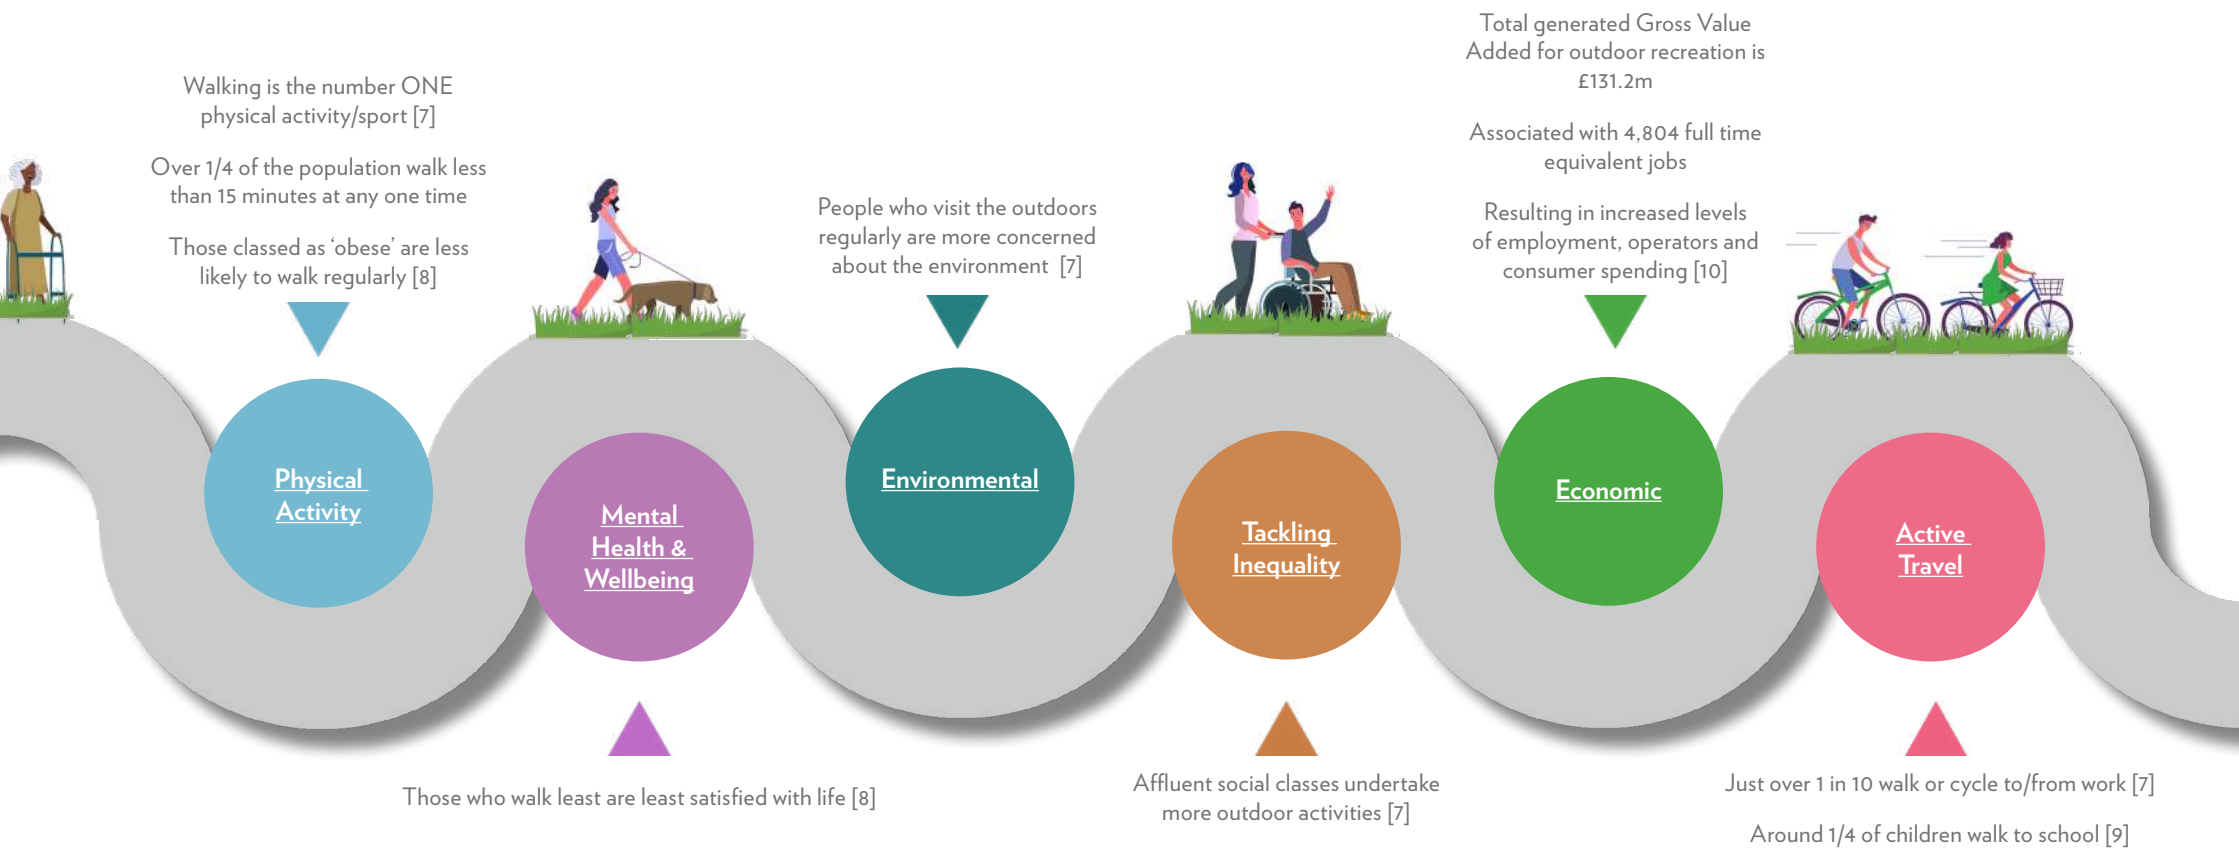 Walking is the number ONE
physical activity/sport [7]
Over 1/4 of the population walk less
than 15 minutes at any one time
Those classed as ‘obese’ are less
likely to walk regularly [8]
Physical
Activity
Mental
Health &
Wellbeing
Those who walk least are least satisfied with life [8]
People who visit the outdoors
regularly are more concerned
about the environment [7]
Environmental
Tackling
Inequality
Affluent social classes undertake
more outdoor activities [7]
Total generated Gross Value
Added for outdoor recreation is
£131.2m
Associated with 4,804 full time
equivalent jobs
Resulting in increased levels
of employment, operators and
consumer spending [10]
Economic
Active
Travel
Just over 1 in 10 walk or cycle to/from work [7]
Around 1/4 of children walk to school [9]